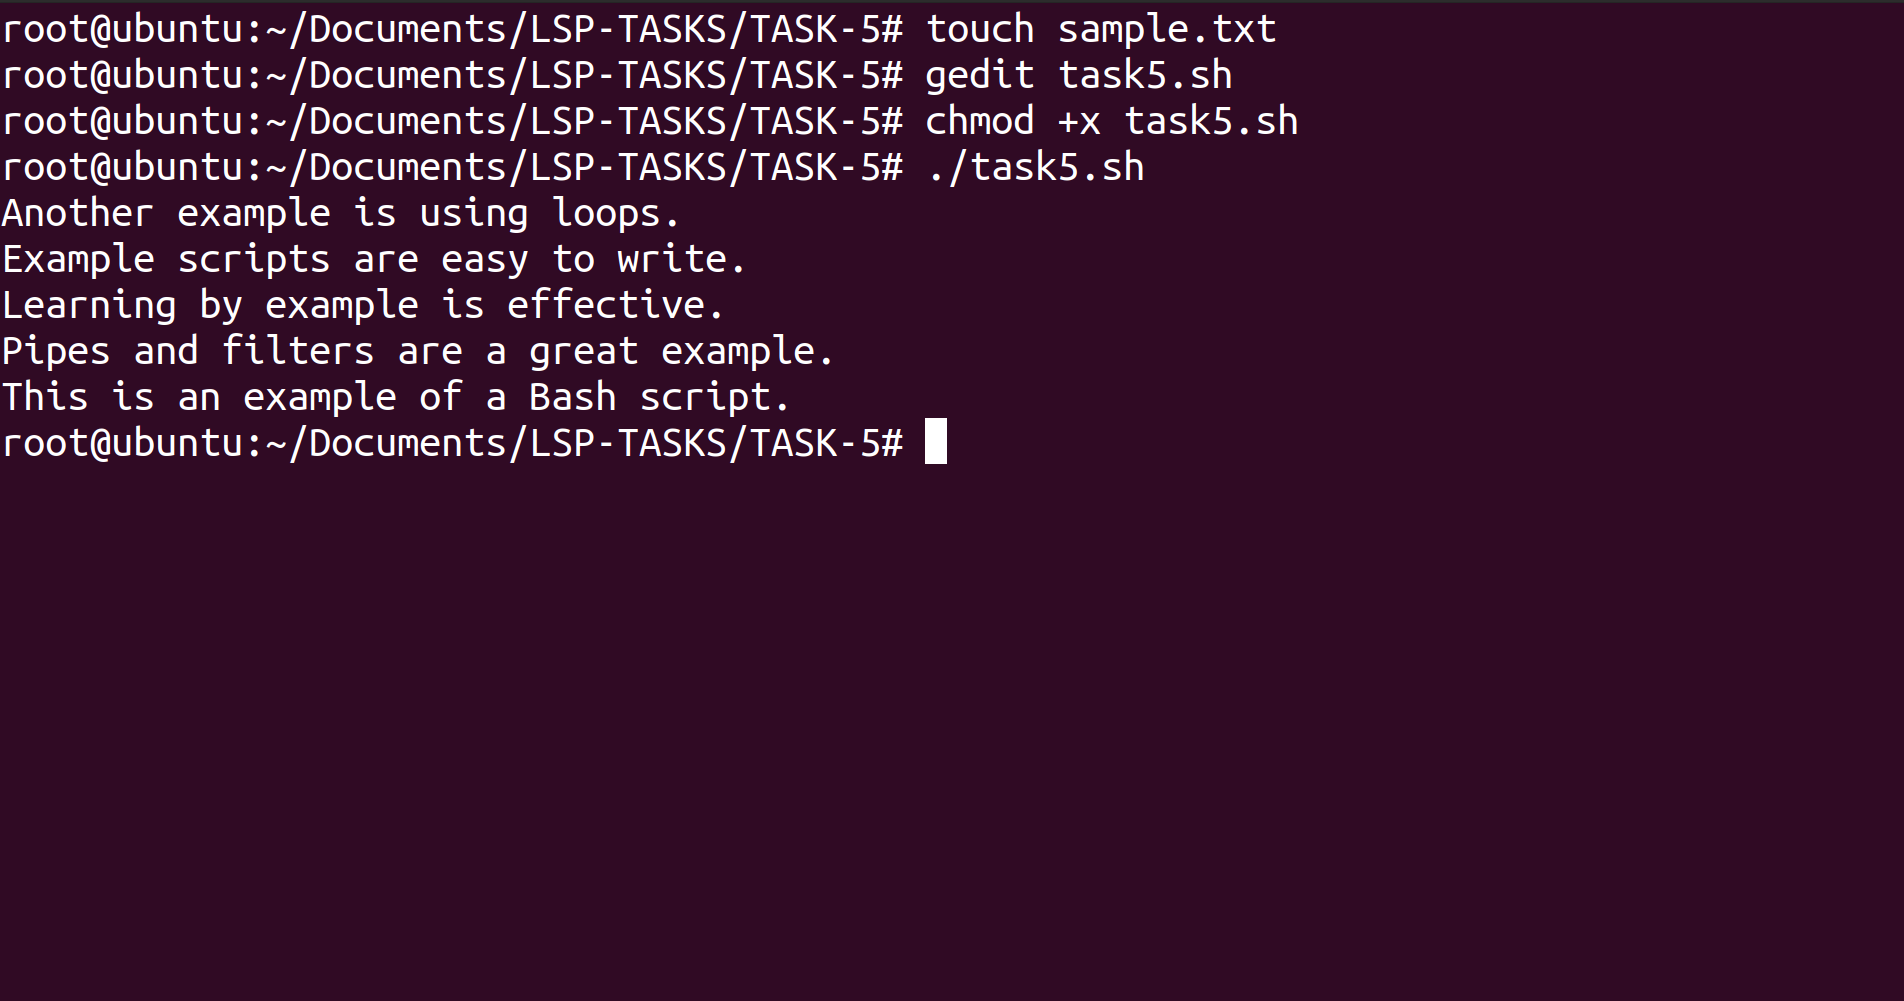 root@ubuntu:~/Documents/LSP-TASKS/TASK-5# touch sample.txt
root@ubuntu:~/Documents/LSP-TASKS/TASK-5# gedit task5.sh
root@ubuntu:~/Documents/LSP-TASKS/TASK-5# chmod +x task5.sh
root@ubuntu:~/Documents/LSP-TASKS/TASK-5# ./task5.sh
Another example is using loops.
Example scripts are easy to write.
Learning by example is effective.
Pipes and filters are a great example.
This is an example of a Bash script.
root@ubuntu:~/Documents/LSP-TASKS/TASK-5#